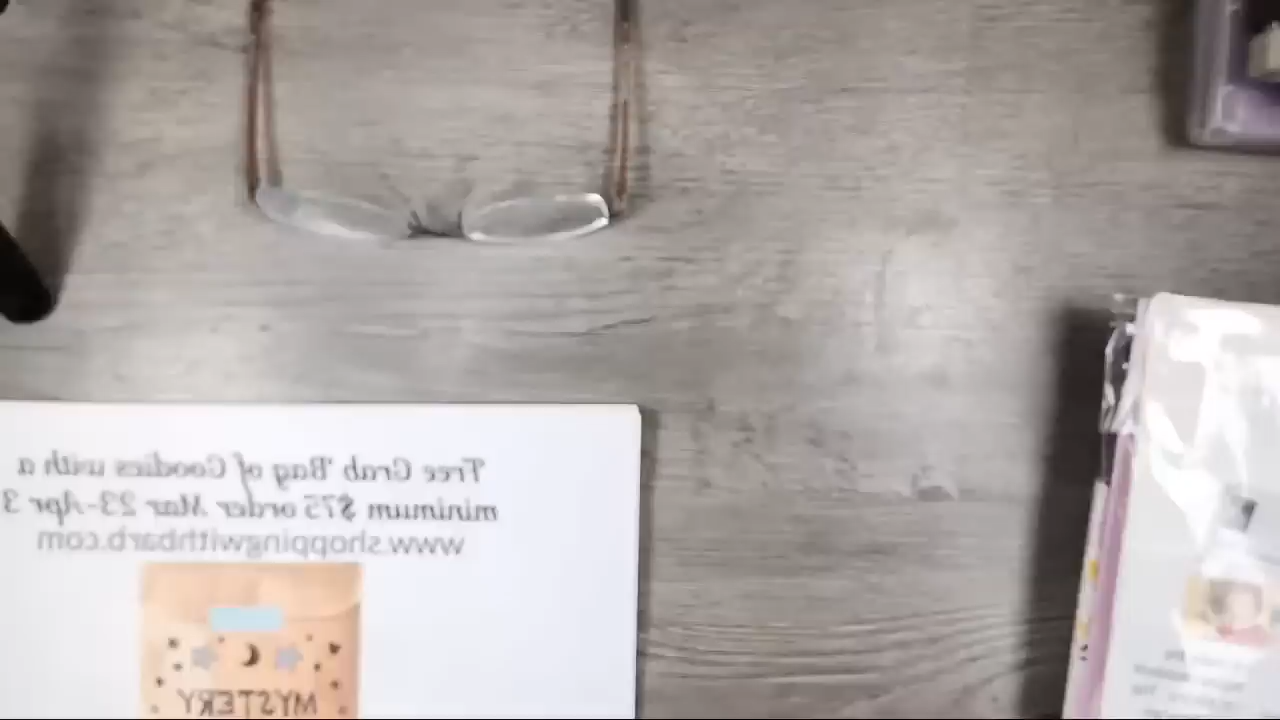 Free Grab Bag of Goodies with a
minimum $75 order Mar 23-Apr 3
www.shoppingwithbarb.com
MYSTERY